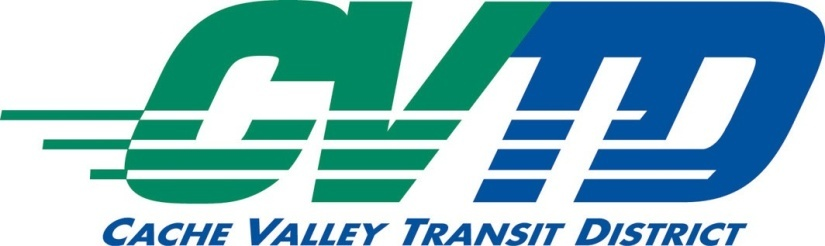 CVTD
CACHE VALLEY TRANSIT DISTRICT